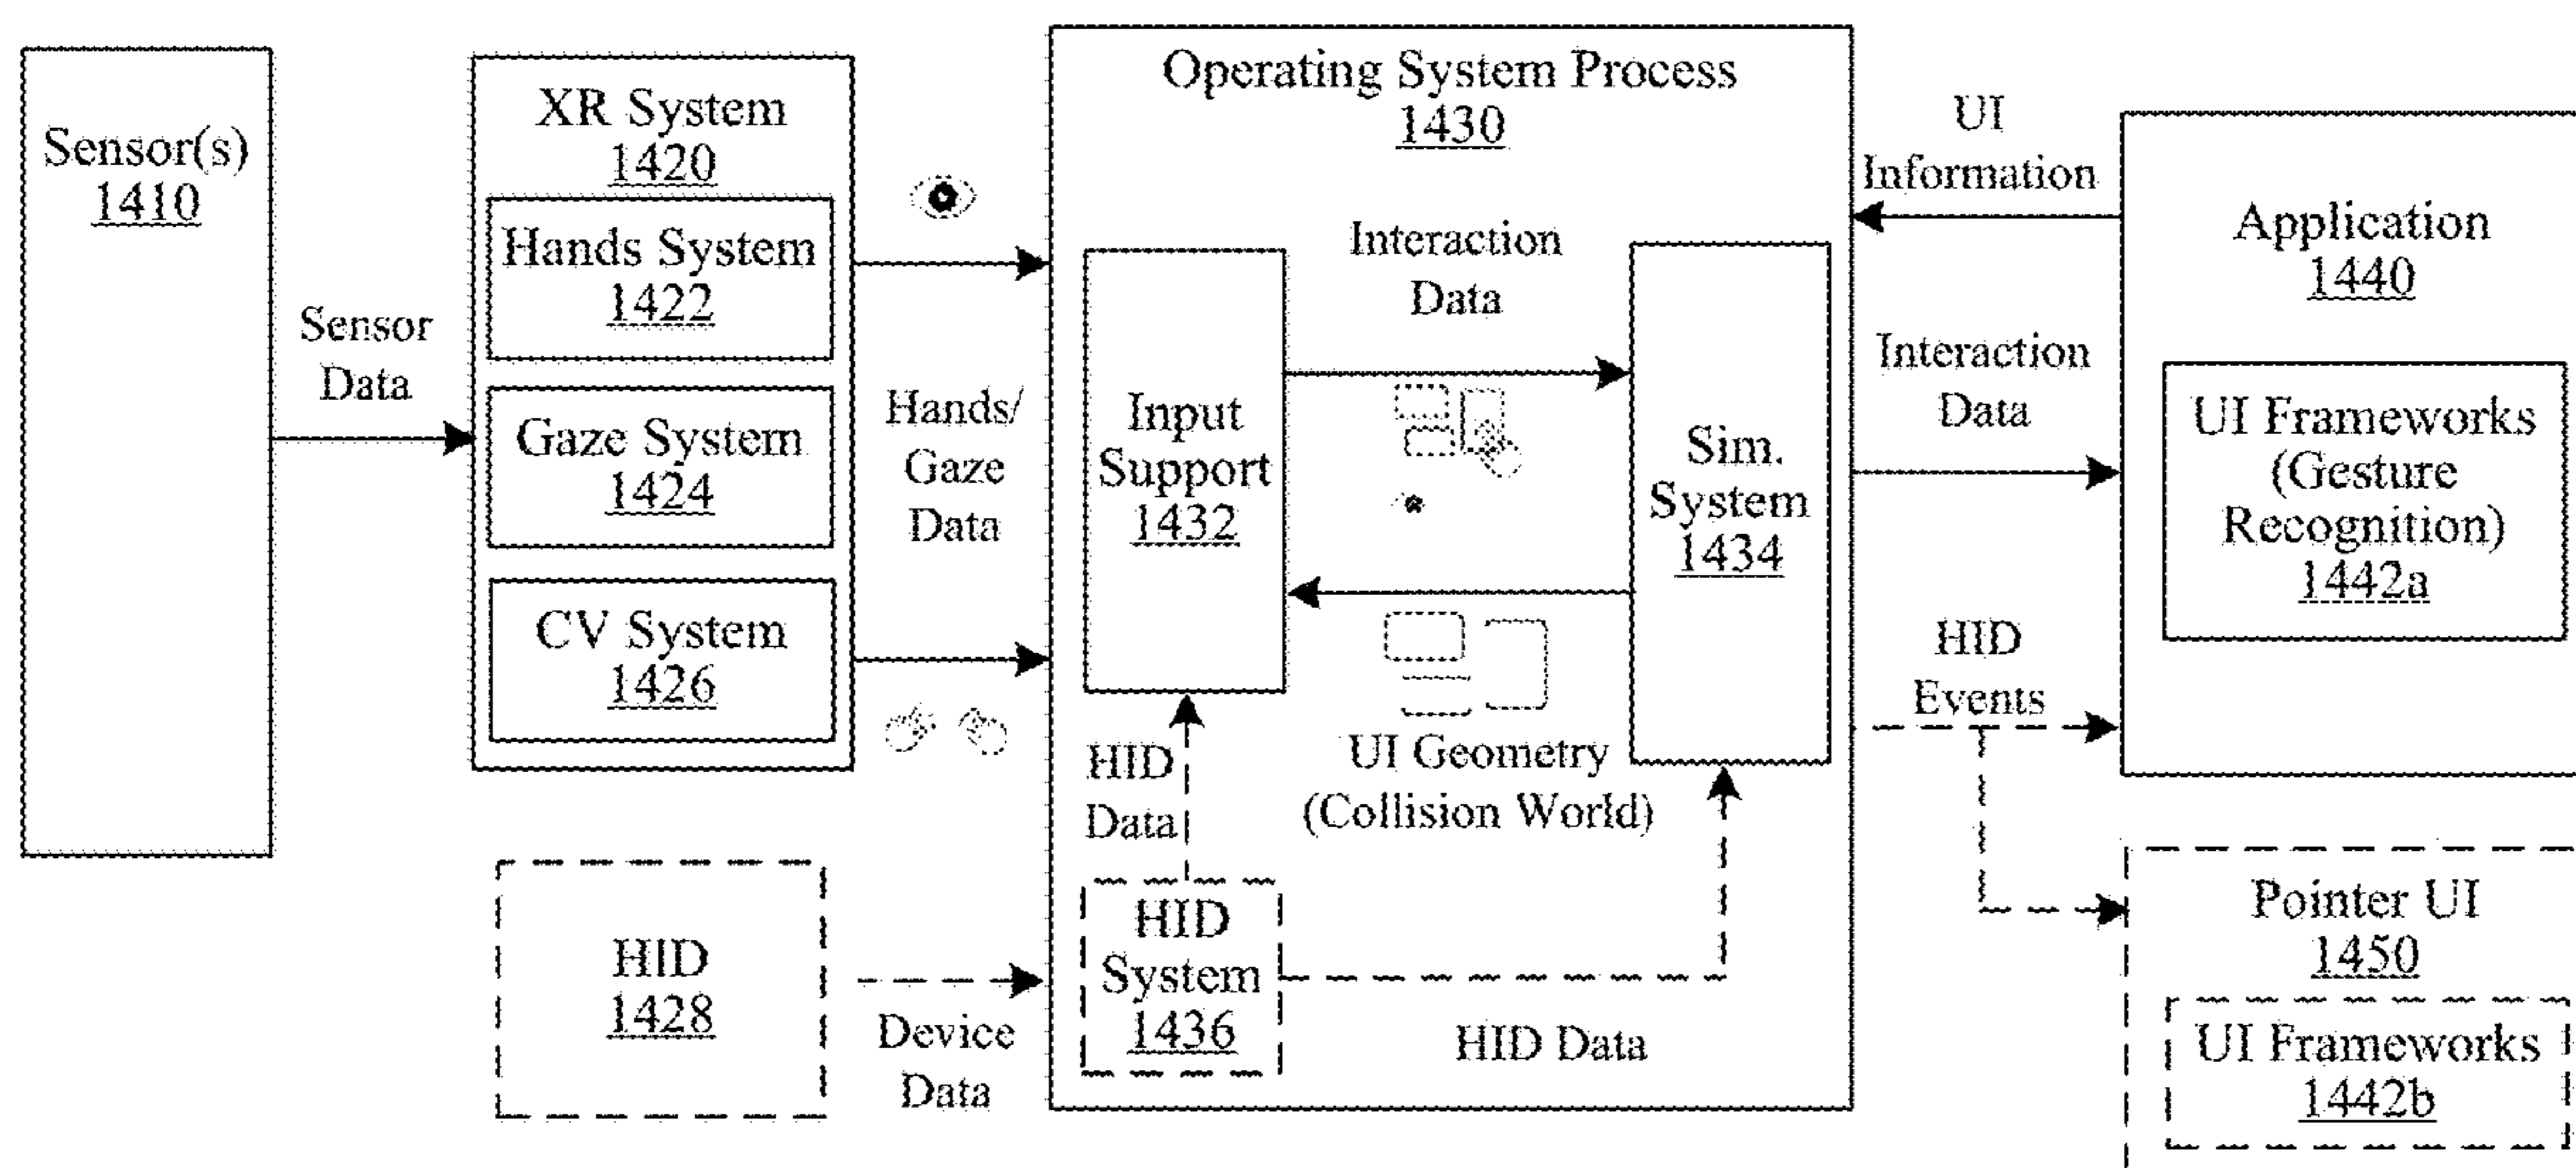 Sensor(s)
1410
Sensor
Data
XR System
1420
Hands System
1422
Gaze System
1424
CV System
1426
Hands/
Gaze
Data
HID
1428
Device
Data
Operating System Process
1430
Input
Support
1432
Interaction
Data
Sim.
System
1434
UI Geometry
(Collision World)
HID
Data
HID
System
1436
HID Data
UI
Information
Interaction
Data
HID
Events
Application
1440
UI Frameworks
(Gesture
Recognition)
1442a
Pointer UI
1450
UI Frameworks
1442b